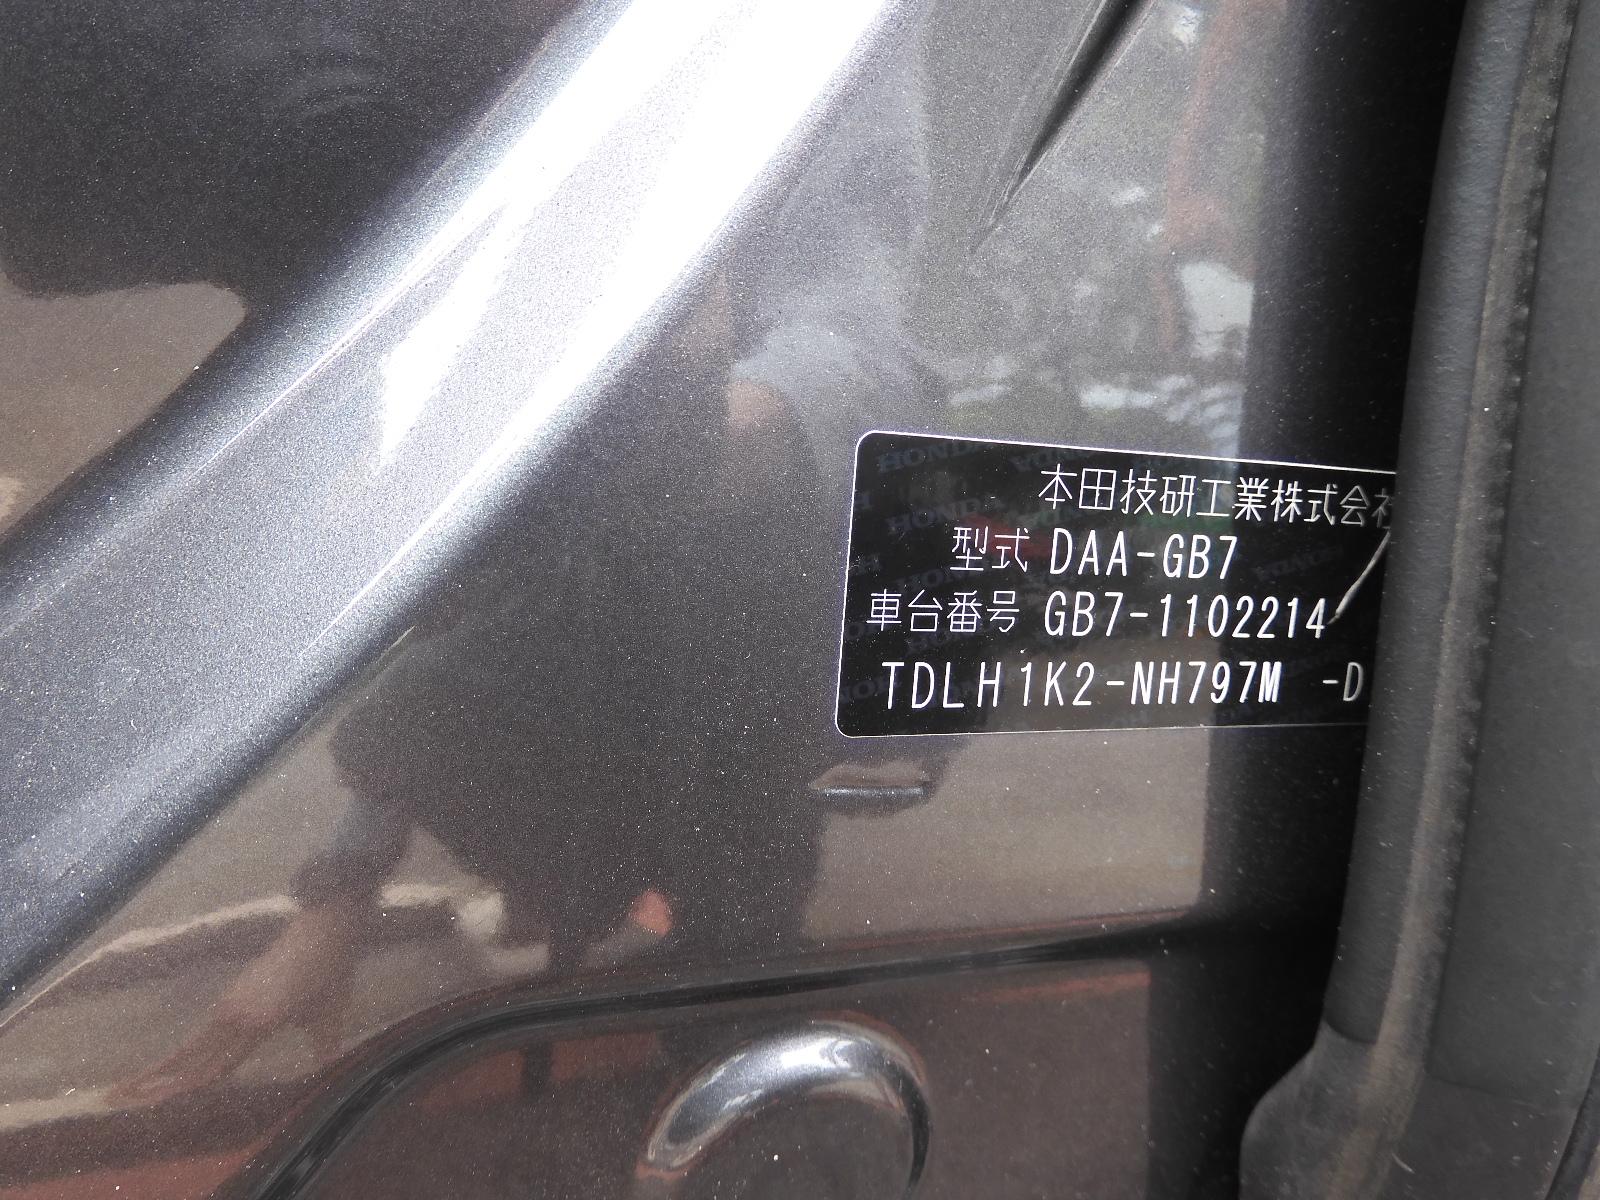 本田技研工業株式会社
型式 DAA-GB7
車台番号 GB7-1102214
TDLH1K2-NH797M -D